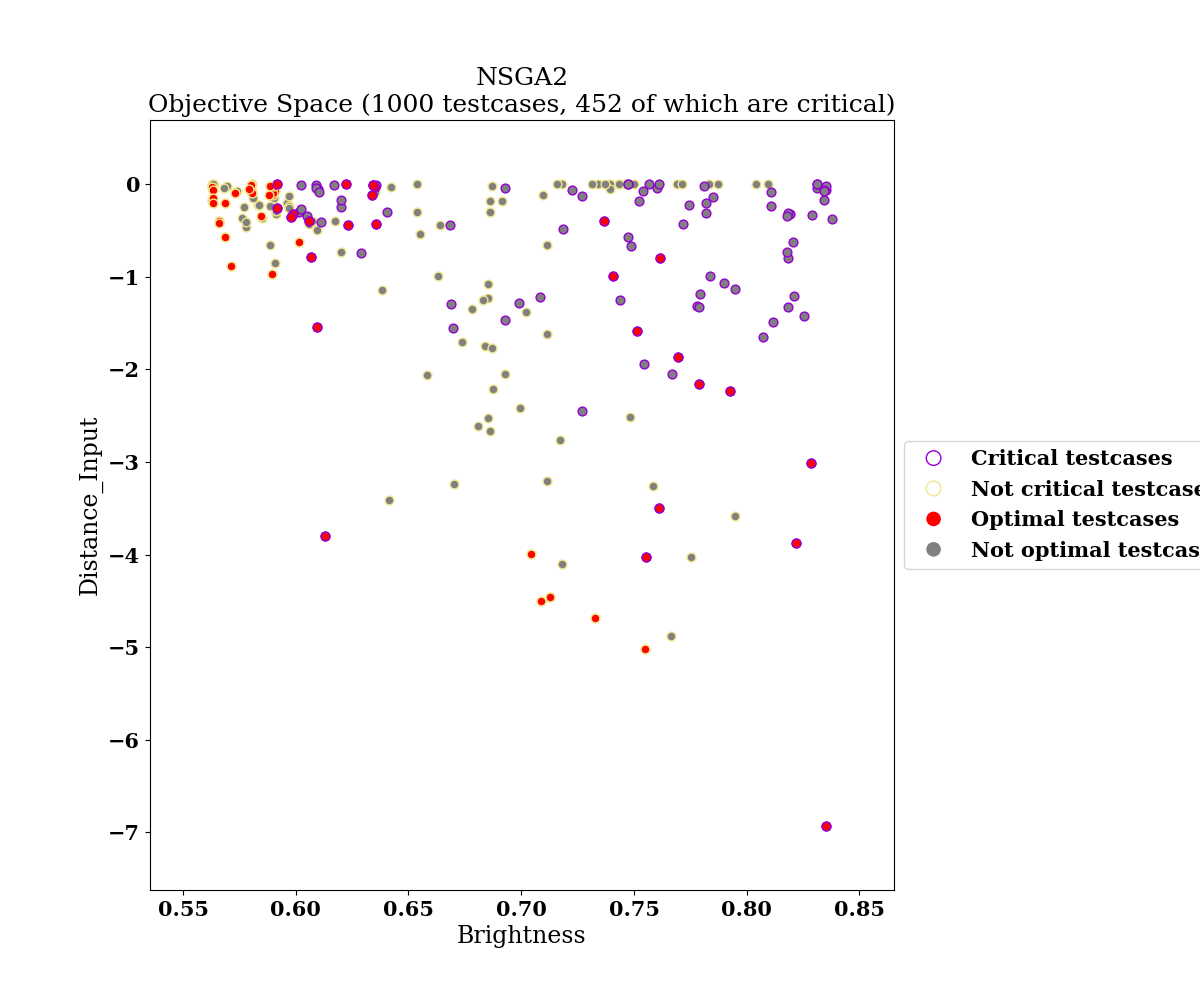 NSGA2
Objective Space (1000 testcases, 452 of which are critical)
0
−1
−2
−3
−4
−5
−6
−7
Distance_Input
0.55 0.60 0.65 0.70 0.75 0.80 0.85
Brightness
Critical testcases
Not critical testcase
Optimal testcases
Not optimal testcas